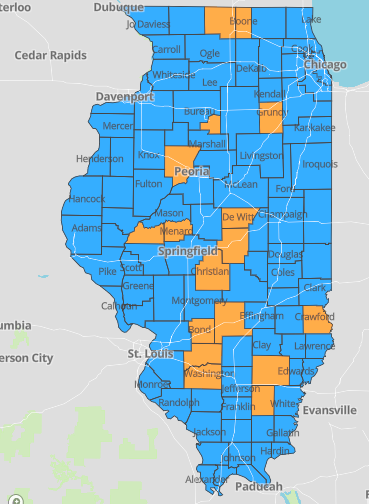 terloo
Dubuque
Jo Daviess
Boone
Lake
Carroll
Ogle
Cook
Cedar Rapids
Chicago
DeKalb
Whiteside
Lee
Davenport
Kendall
Bureau
Grundy
Mercer
Kankakee
Marshall
Henderson
Knox
Livingston
Iroquois
Peoria
Fulton
McLean
Ford
Hancock
Mason
De Witt
Champaign
Adams
Menard
Springfield
Douglas
Pike
Scott
Christian
Coles
Greene
Clark
Calhoun
Montgomery
Effingham
Crawford
umbia
Bond
Clay
Lawrence
St. Louis
erson City
Washington
Edwards
Monroe
Jefferson
Randolph
Franklin
White
Evansville
Jackson
Gallatin
Hardin
Johnson
Alexander
Paducah